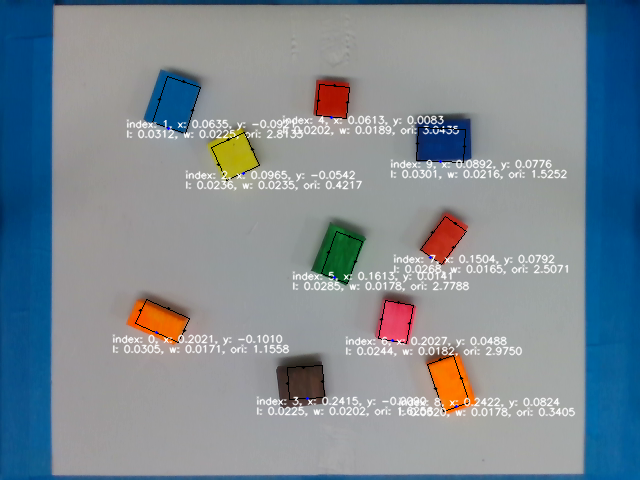 index: 1, x: 0.0635, y:
l: 0.0312, w: 0.0225,
index: 4, x: 0.0613, y: 0.0083
0.0202, w: 0.0189, ori: 3.0435
index: 2, x: 0.0965, y: -0.0542
l: 0.0236, w: 0.0235, ori: 0.4217
index: 9, x: 0.0892, y: 0.0776
l: 0.0301, w: 0.0216, ori: 1.5252
index: 7, x: 0.1504, y: 0.0792
l: 0.0268, w: 0.0165, ori: 2.5071
index: 5, x: 0.1613, y: 0.0141
l: 0.0285, w: 0.0178, ori: 2.7788
index: 0, x: 0.2021, y: -0.1010
l: 0.0305, w: 0.0171, ori: 1.1558
index: 6, x: 0.2027, y: 0.0488
l: 0.0244, w: 0.0182, ori: 2.9750
index: 3, x: 0.2415, y:
l: 0.0225, w: 0.0202, ori:
8, x: 0.2422, y: 0.0824
w: 0.0178, ori: 0.3405